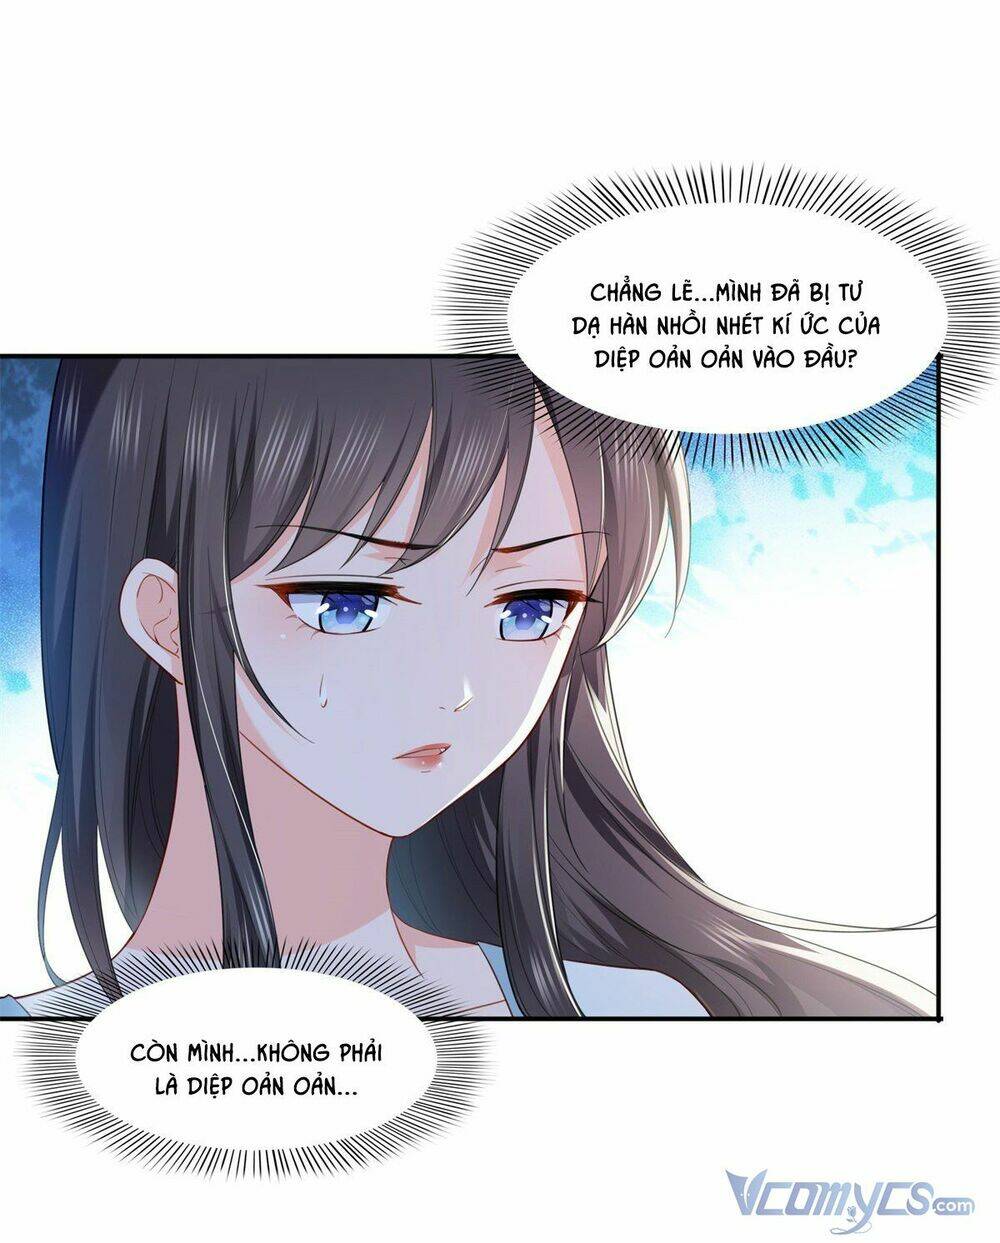 CHẲNG LẼ...MÌNH ĐÃ BỊ TƯ
DẠ HÀN NHỒI NHÉT KÍ ỨC CỦA
DIỆP OẢN OẢN VÀO ĐẦU?
CÒN MÌNH...KHÔNG PHẢI
LÀ DIỆP OẢN OẢN...
VCOMYCS.com